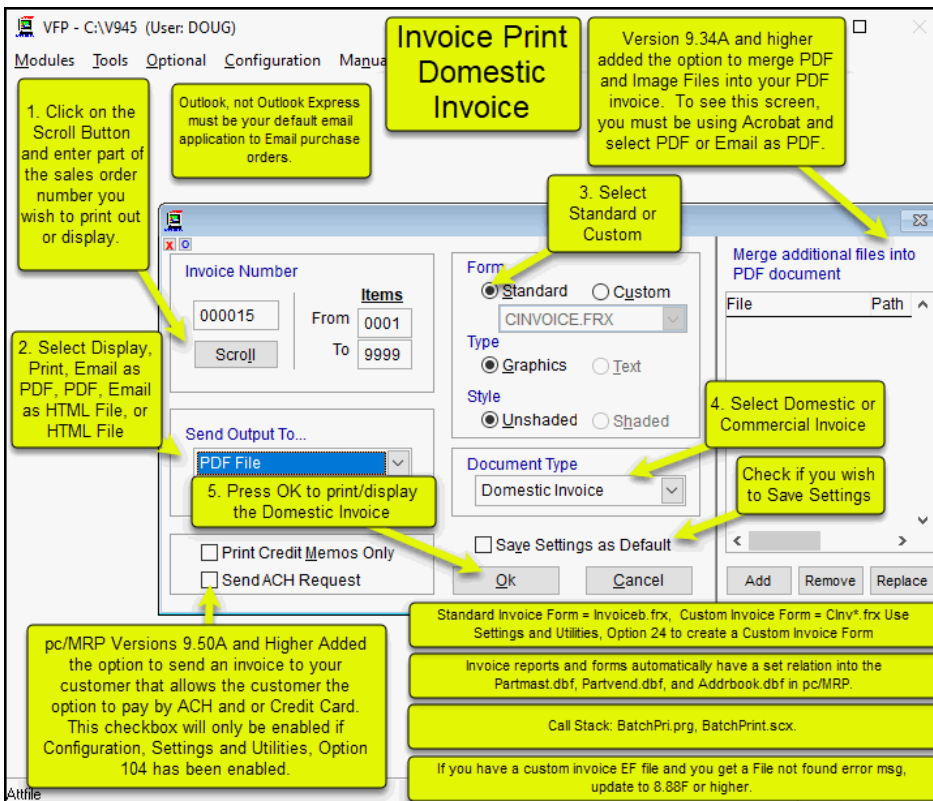 VFP - C:\V945 (User: DOUG)
Modules Tools Optional Configuration Manua
Invoice Print
Domestic
Invoice
Version 9.34A and higher
added the option to merge PDF
and Image Files into your PDF
invoice. To see this screen,
you must be using Acrobat and
select PDF or Email as PDF.
1. Click on the
Scroll Button
and enter part of
the sales order
number you
wish to print out
or display.
Outlook, not Outlook Express
must be your default email
application to Email purchase
orders.
3. Select
Standard or
Custom
X O
Invoice Number
000015
Items
From 0001
To 9999
Scroll
2. Select Display,
Print, Email as
PDF, PDF, Email
as HTML File, or
HTML File
Send Output To...
PDF File
5. Press OK to print/display
the Domestic Invoice
Print Credit Memos Only
Send ACH Request
Form
Standard Custom
CINVOICE.FRX
Type
Graphics Text
Style
Unshaded Shaded
4. Select Domestic or
Commercial Invoice
Document Type
Domestic Invoice
Check if you wish
to Save Settings
Save Settings as Default
Ok Cancel
Merge additional files into
PDF document
File Path
Add Remove Replace
pc/MRP Versions 9.50A and Higher Added
the option to send an invoice to your
customer that allows the customer the
option to pay by ACH and or Credit Card.
This checkbox will only be enabled if
Configuration, Settings and Utilities, Option
104 has been enabled.
Standard Invoice Form = Invoiceb.frx, Custom Invoice Form = CInv*.frx Use
Settings and Utilities, Option 24 to create a Custom Invoice Form
Invoice reports and forms automatically have a set relation into the
Partmast.dbf, Partvend.dbf, and Addrbook.dbf in pc/MRP.
Call Stack: BatchPri.prg, BatchPrint.scx.
If you have a custom invoice EF file and you get a File not found error msg,
update to 8.88F or higher.
Attfile